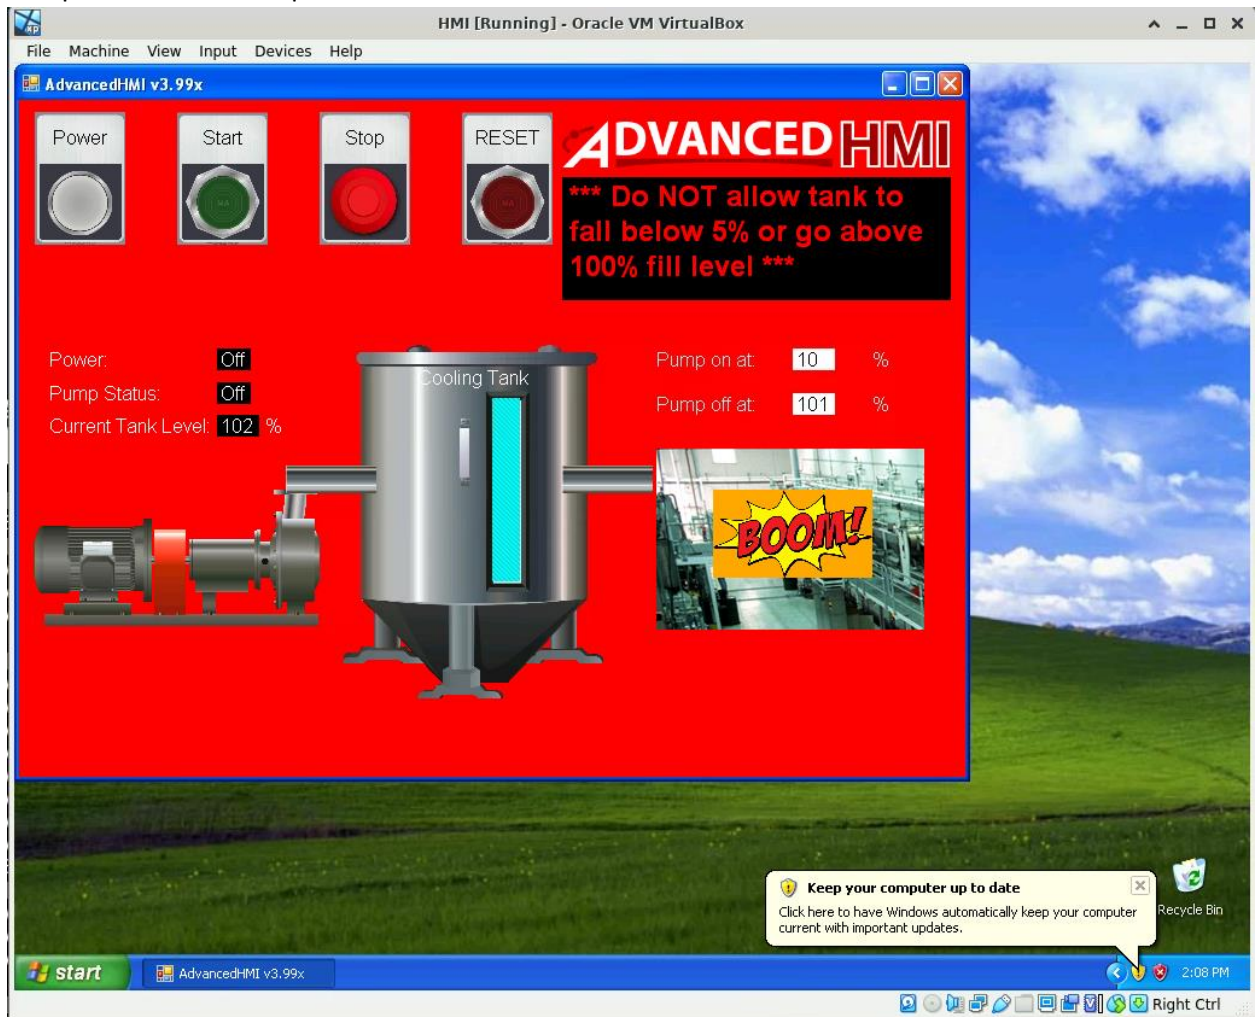 HMI [Running] - Oracle VM VirtualBox
File Machine View Input Devices Help
AdvancedHMI v3.99x
Power Start Stop RESET
ADVANCED HMI
*** Do NOT allow tank to
fall below 5% or go above
100% fill level ***
Power: Off
Pump Status: Off
Current Tank Level: 102 %
Cooling Tank
Pump on at: 10 %
Pump off at: 101 %
BOOM!
Keep your computer up to date
Click here to have Windows automatically keep your computer
current with important updates.
Recycle Bin
start
AdvancedHMI v3.99x
2:08 PM
Right Ctrl